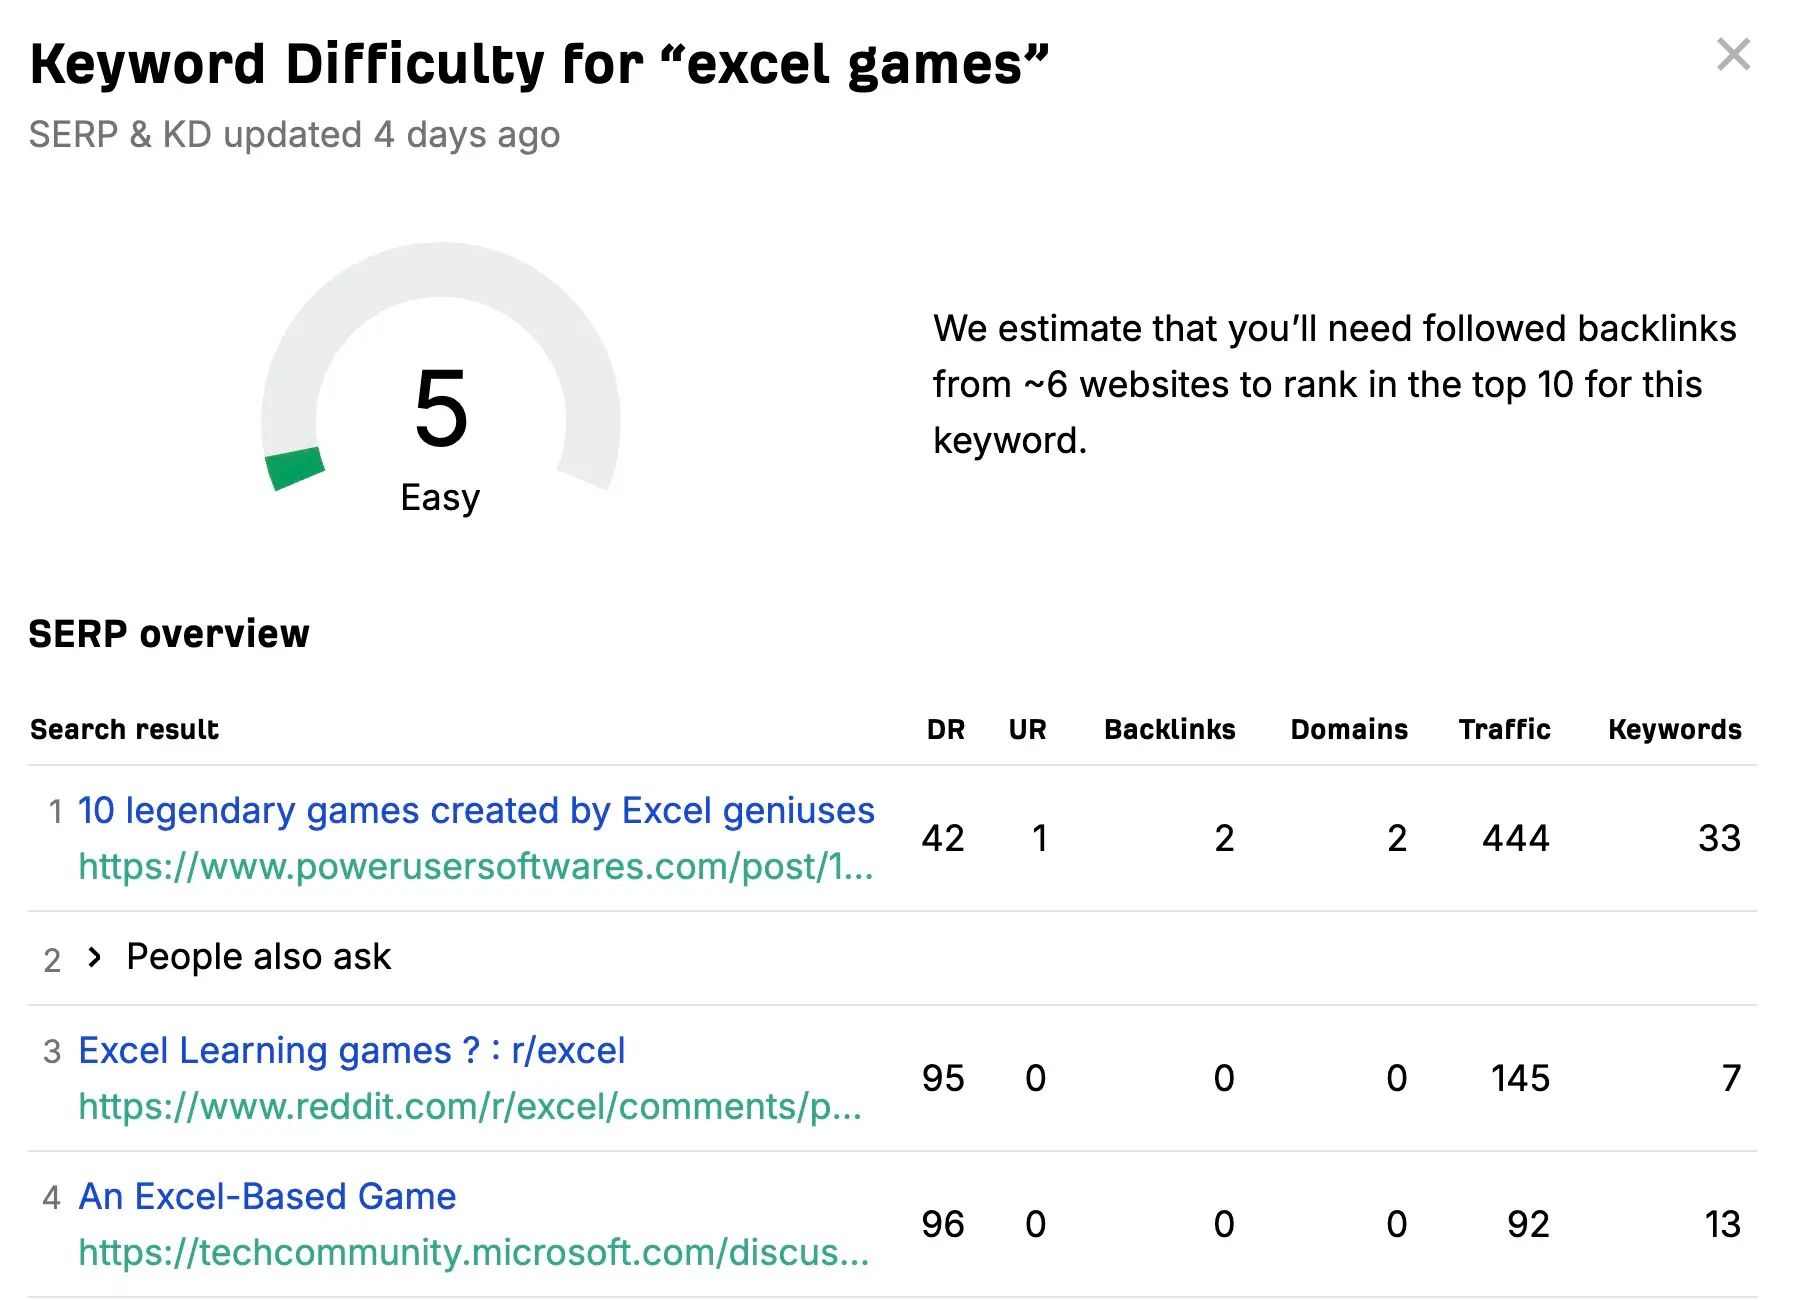 Keyword Difficulty for “excel games”
SERP & KD updated 4 days ago
5
Easy
We estimate that you’ll need followed backlinks
from ~6 websites to rank in the top 10 for this
keyword.
SERP overview
Search result DR UR Backlinks Domains Traffic Keywords
1 10 legendary games created by Excel geniuses
https://www.powerusersoftwares.com/post/1...
42 1 2 2 444 33
2 People also ask
3 Excel Learning games ? : r/excel
https://www.reddit.com/r/excel/comments/p...
95 0 0 0 145 7
4 An Excel-Based Game
https://techcommunity.microsoft.com/discus...
96 0 0 0 92 13